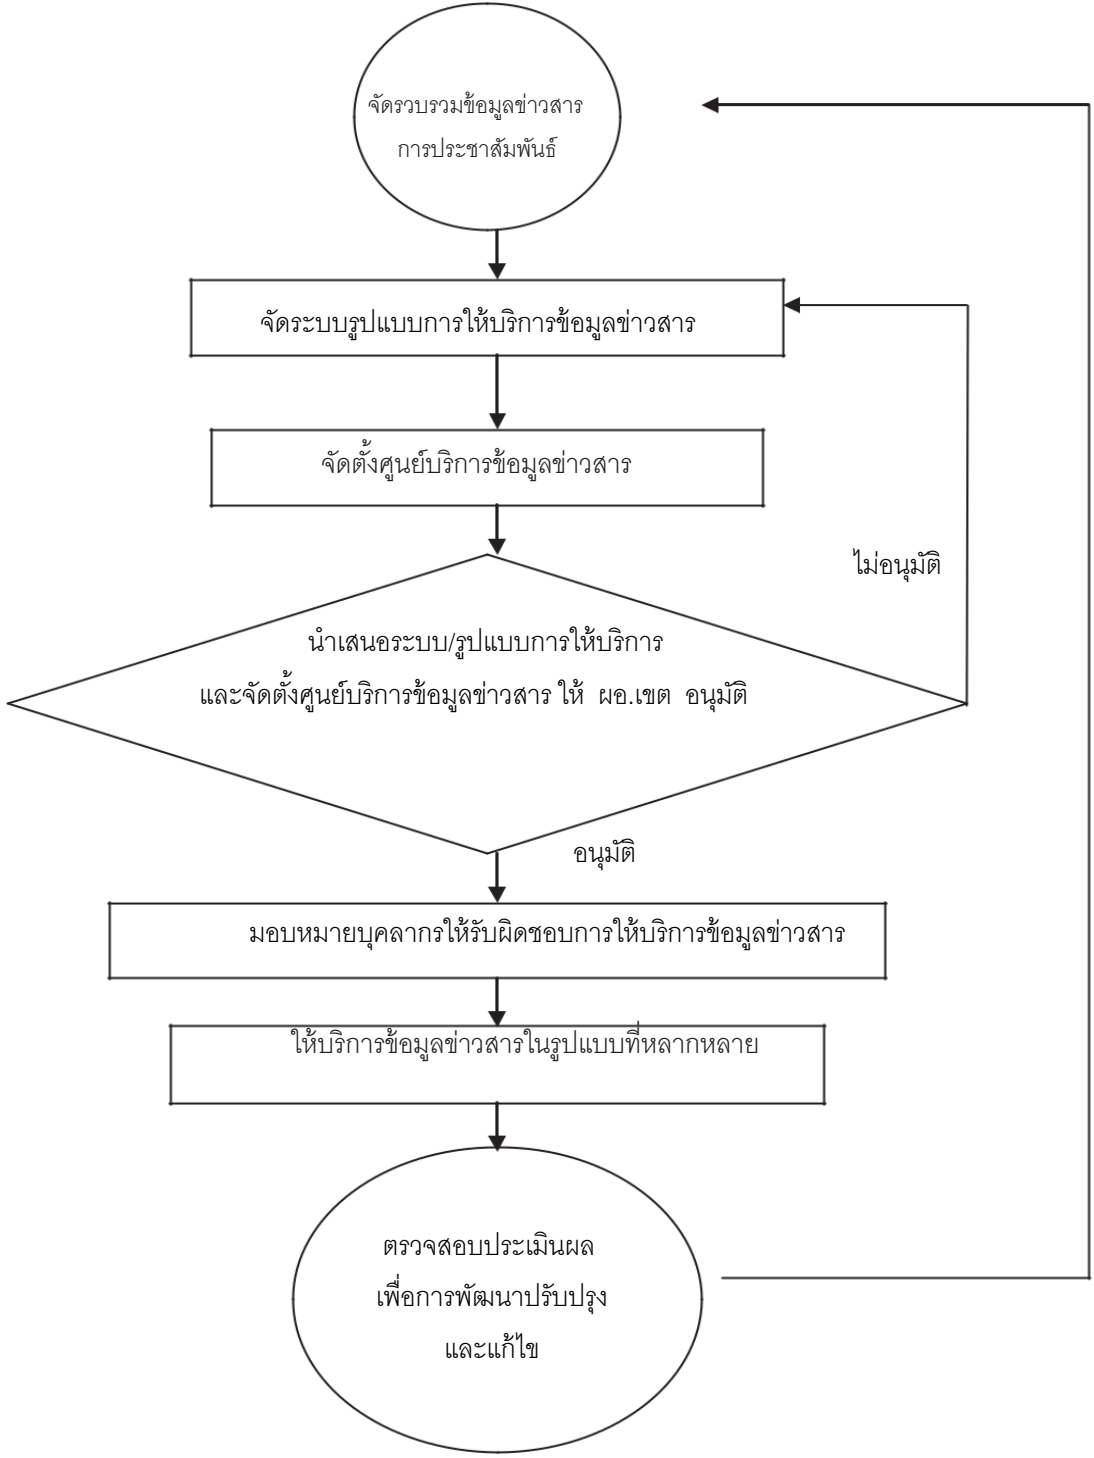 จัดรวบรวมข้อมูลข่าวสาร
การประชาสัมพันธ์
จัดระบบรูปแบบการให้บริการข้อมูลข่าวสาร
จัดตั้งศูนย์บริการข้อมูลข่าวสาร
ไม่อนุมัติ
นำเสนอระบบ/รูปแบบการให้บริการ
และจัดตั้งศูนย์บริการข้อมูลข่าวสาร ให้ ผอ.เขต อนุมัติ
อนุมัติ
มอบหมายบุคลากรให้รับผิดชอบการให้บริการข้อมูลข่าวสาร
ให้บริการข้อมูลข่าวสารในรูปแบบที่หลากหลาย
ตรวจสอบประเมินผล
เพื่อการพัฒนาปรับปรุง
และแก้ไข